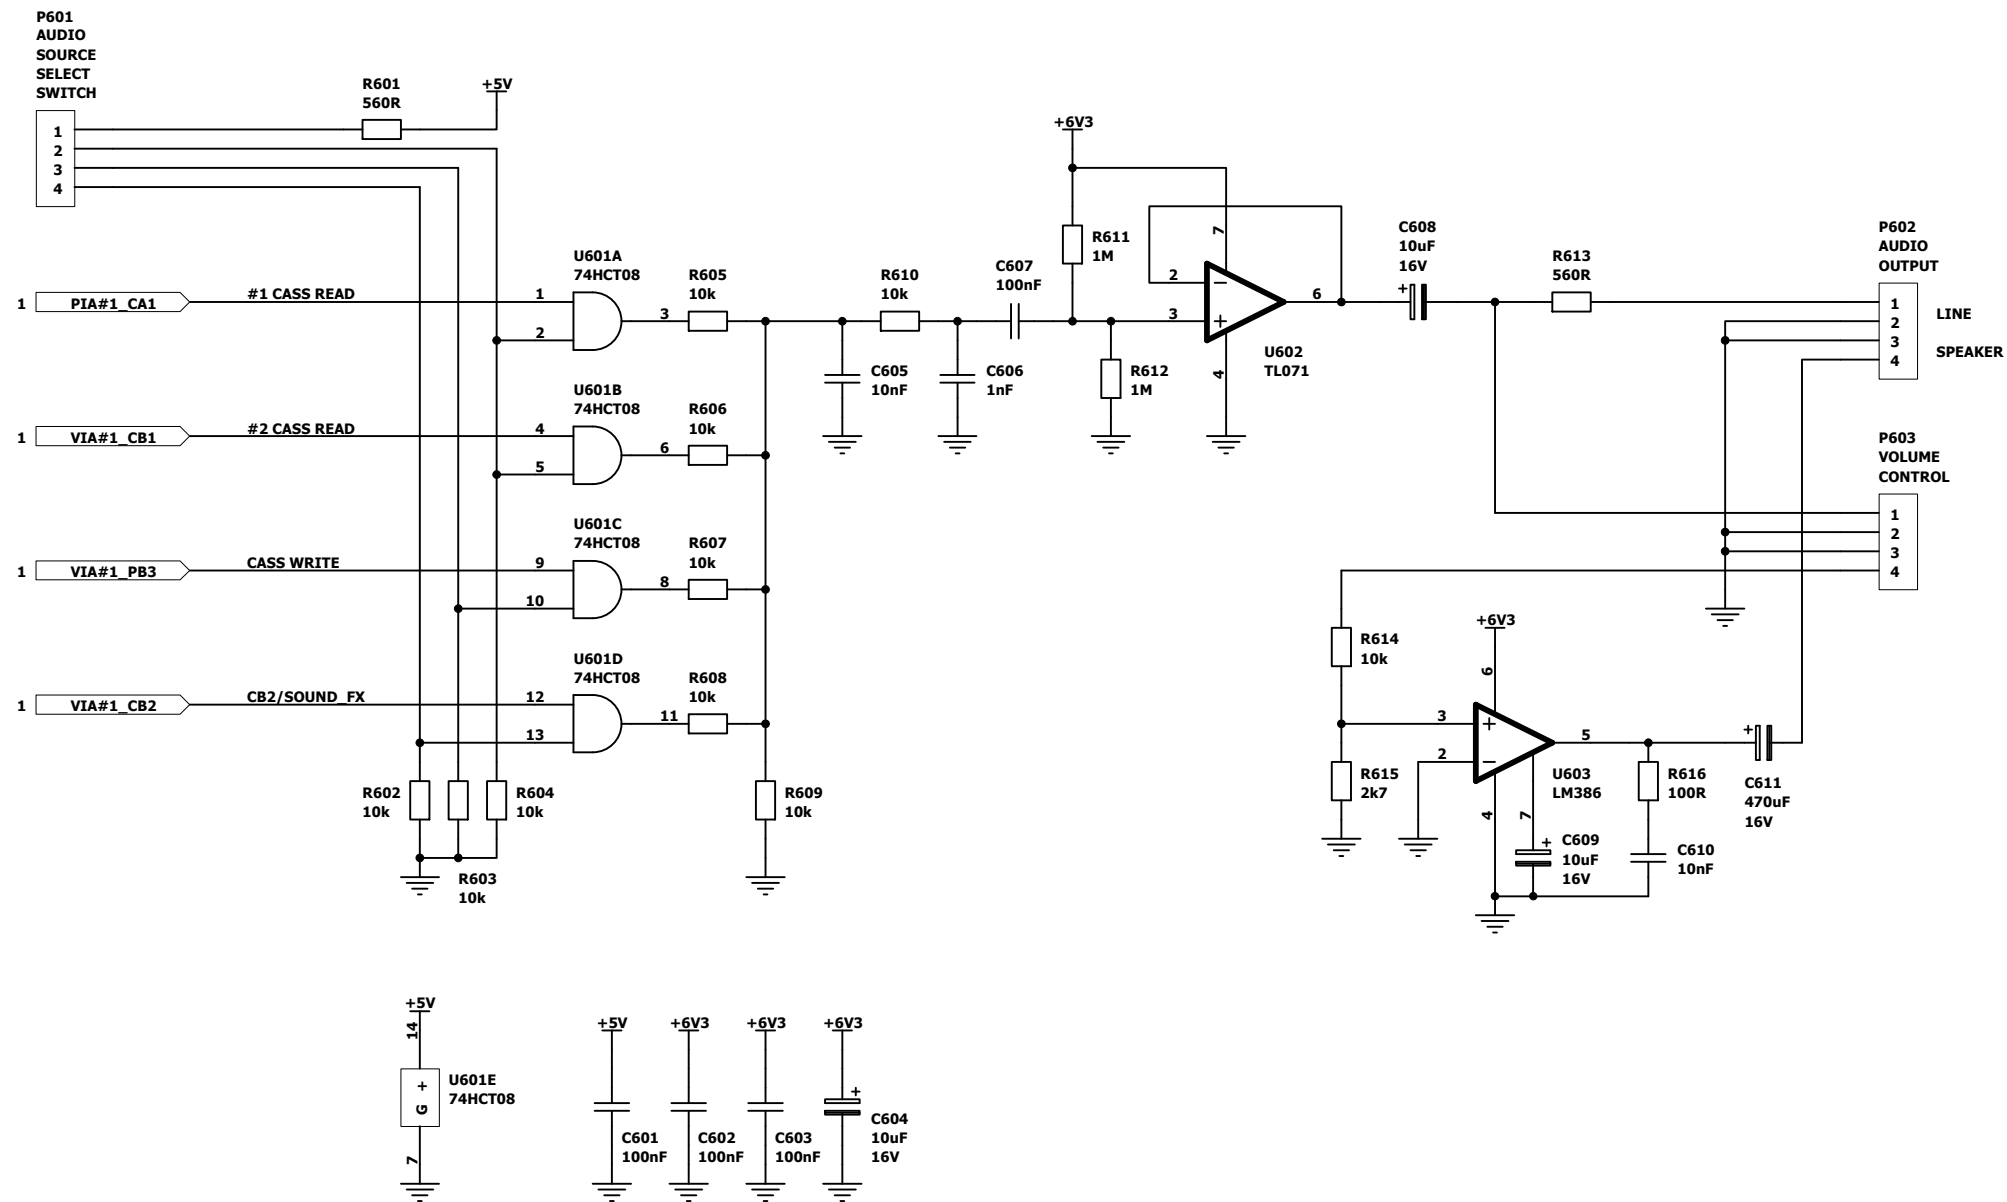 P601
AUDIO
SOURCE
SELECT
SWITCH
1
2
3
4
R601
560R
+5V
1
PIA#1_CA1
#1 CASS READ
1
2
U601A
74HCT08
3
R605
10k
1
VIA#1_CB1
#2 CASS READ
4
5
U601B
74HCT08
6
R606
10k
1
VIA#1_PB3
CASS WRITE
9
10
U601C
74HCT08
8
R607
10k
1
VIA#1_CB2
CB2/SOUND_FX
12
13
U601D
74HCT08
11
R608
10k
R602
10k
R603
10k
R604
10k
R609
10k
R610
10k
C605
10nF
C606
1nF
C607
100nF
+6V3
R611
1M
R612
1M
2
3
7
4
6
−
+
U602
TL071
C608
10uF
16V
+
R613
560R
P602
AUDIO
OUTPUT
1
2
3
4
LINE
SPEAKER
P603
VOLUME
CONTROL
1
2
3
4
R614
10k
R615
2k7
+6V3
6
3
2
+
−
5
4
7
U603
LM386
+
C609
10uF
16V
R616
100R
C610
10nF
+
C611
470uF
16V
+5V
14
G +
7
U601E
74HCT08
+5V
C601
100nF
+6V3
C602
100nF
+6V3
C603
100nF
+6V3
+
C604
10uF
16V